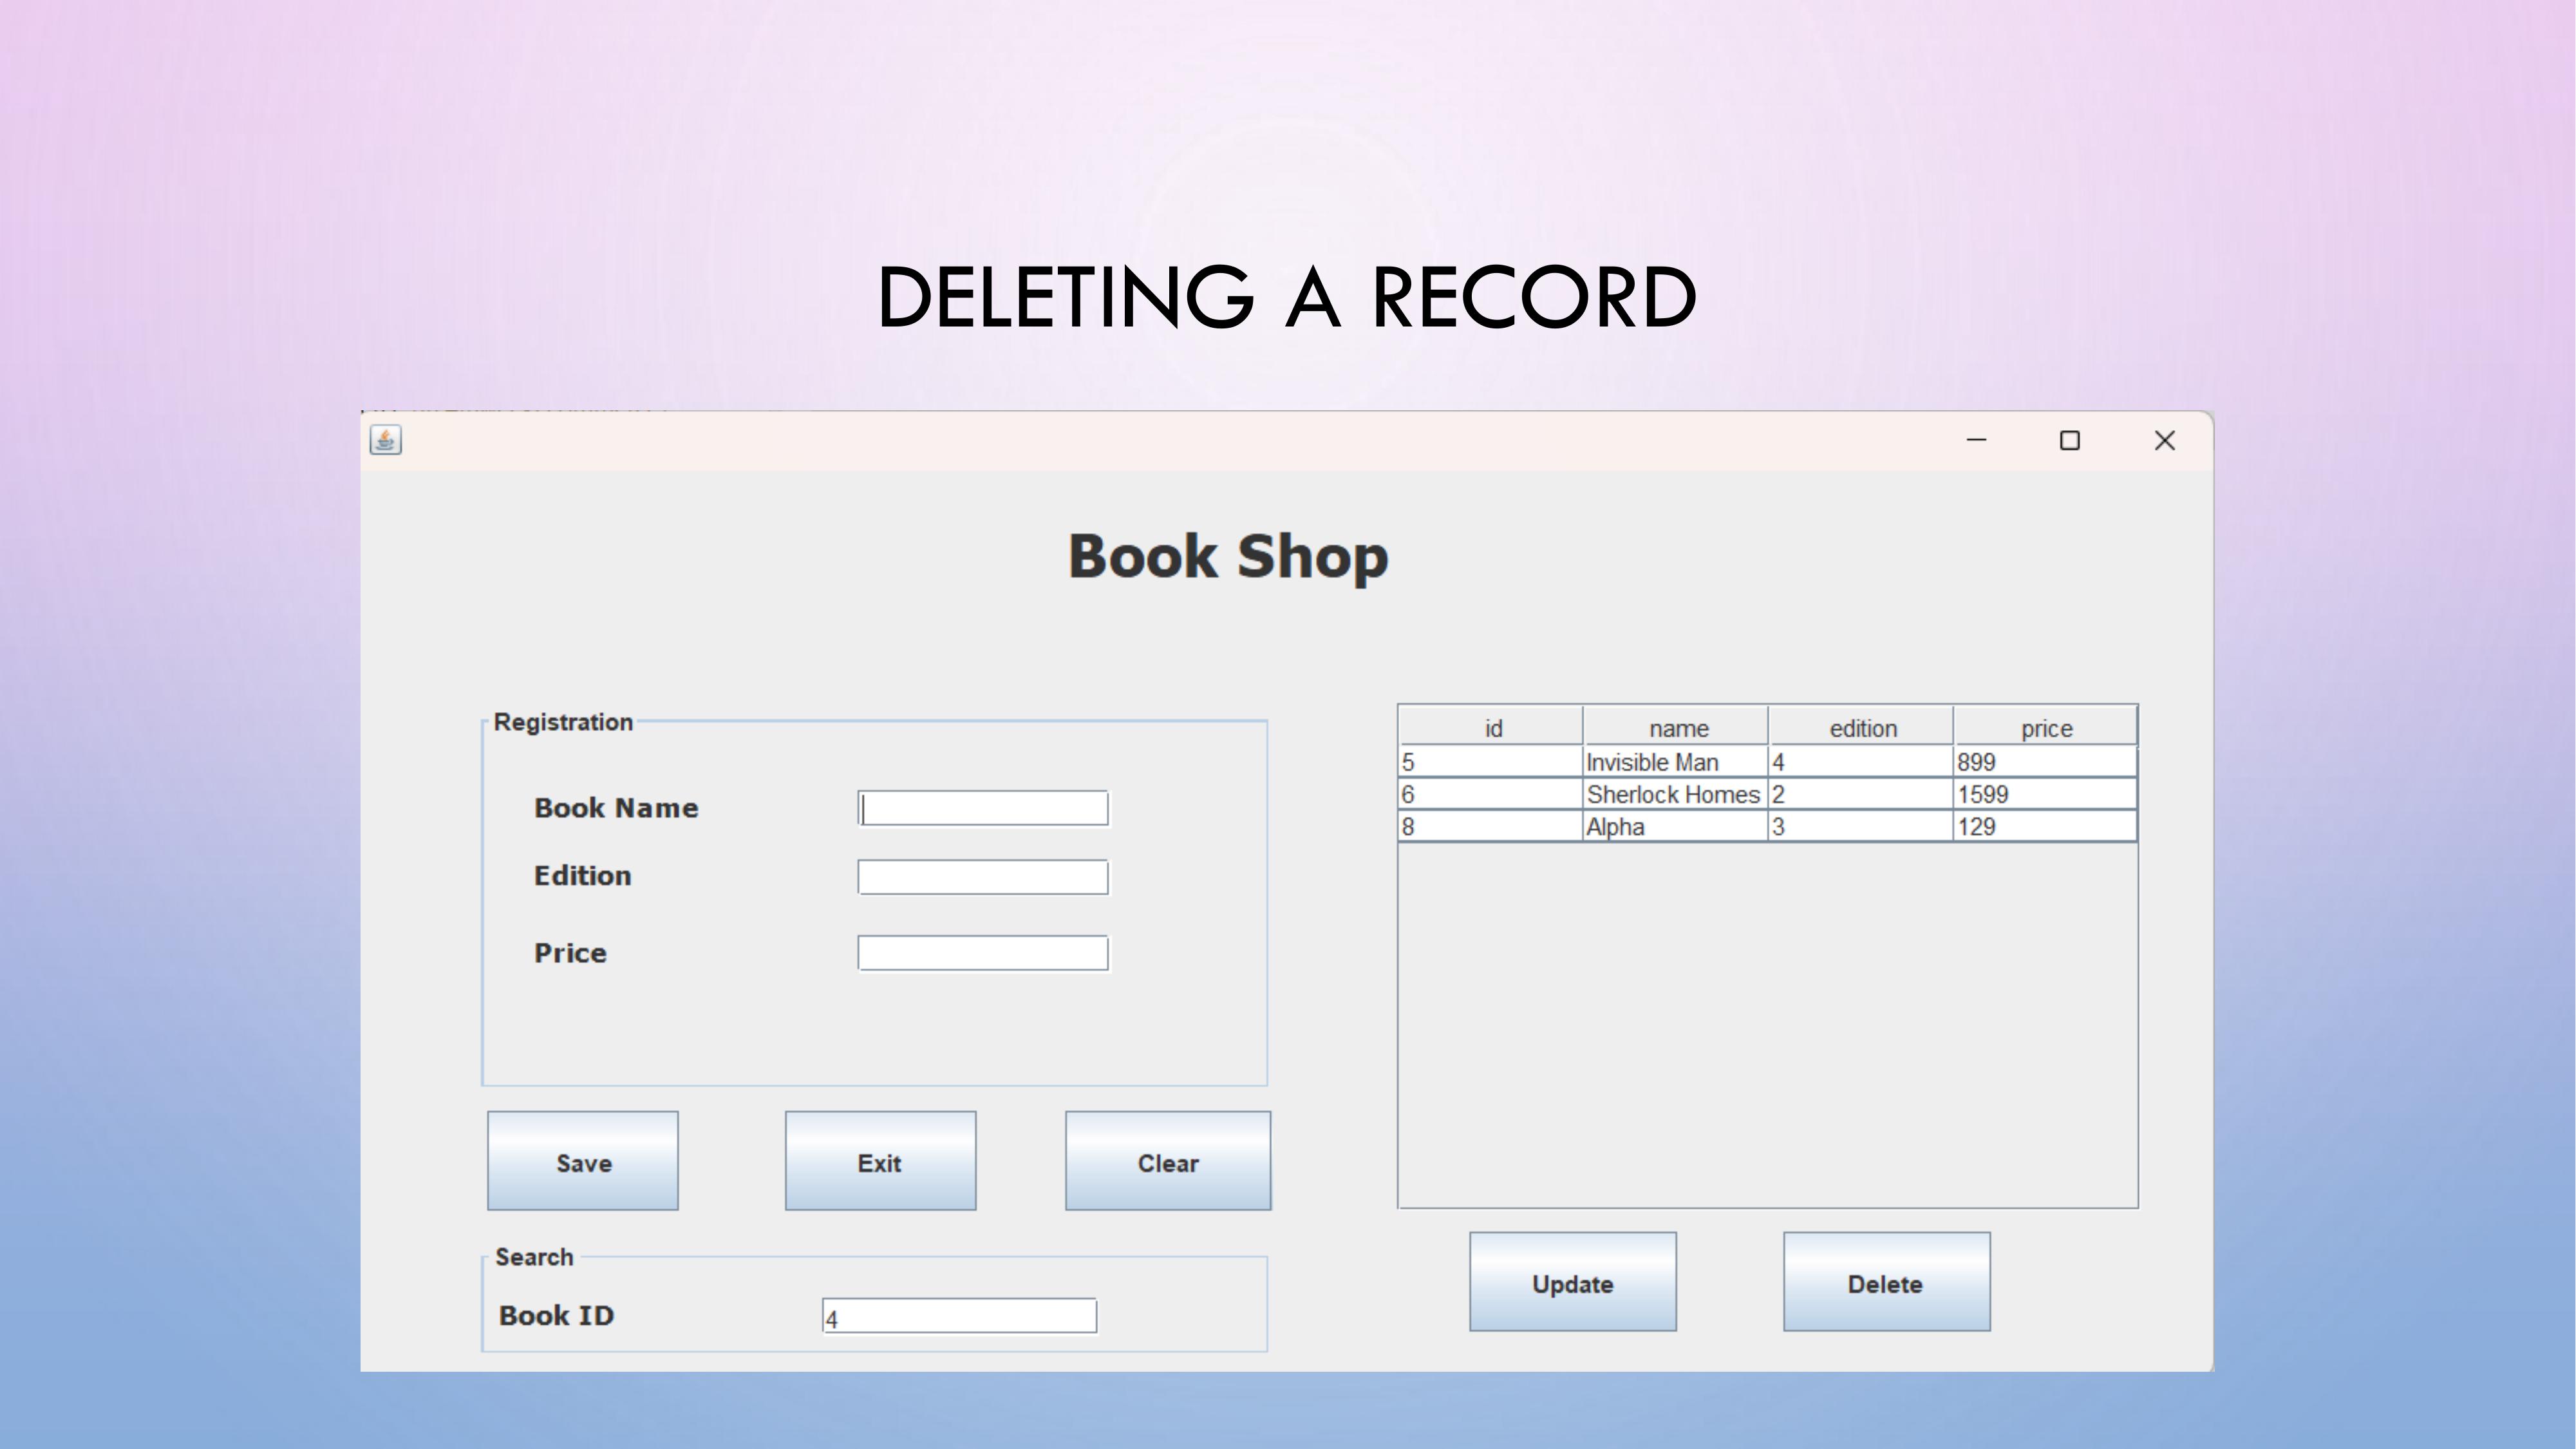 DELETING A RECORD
Book Shop
Registration
Book Name
Edition
Price
Save Exit Clear
Search
Book ID 4
id name edition price
5 Invisible Man 4 899
6 Sherlock Homes 2 1599
8 Alpha 3 129
Update Delete